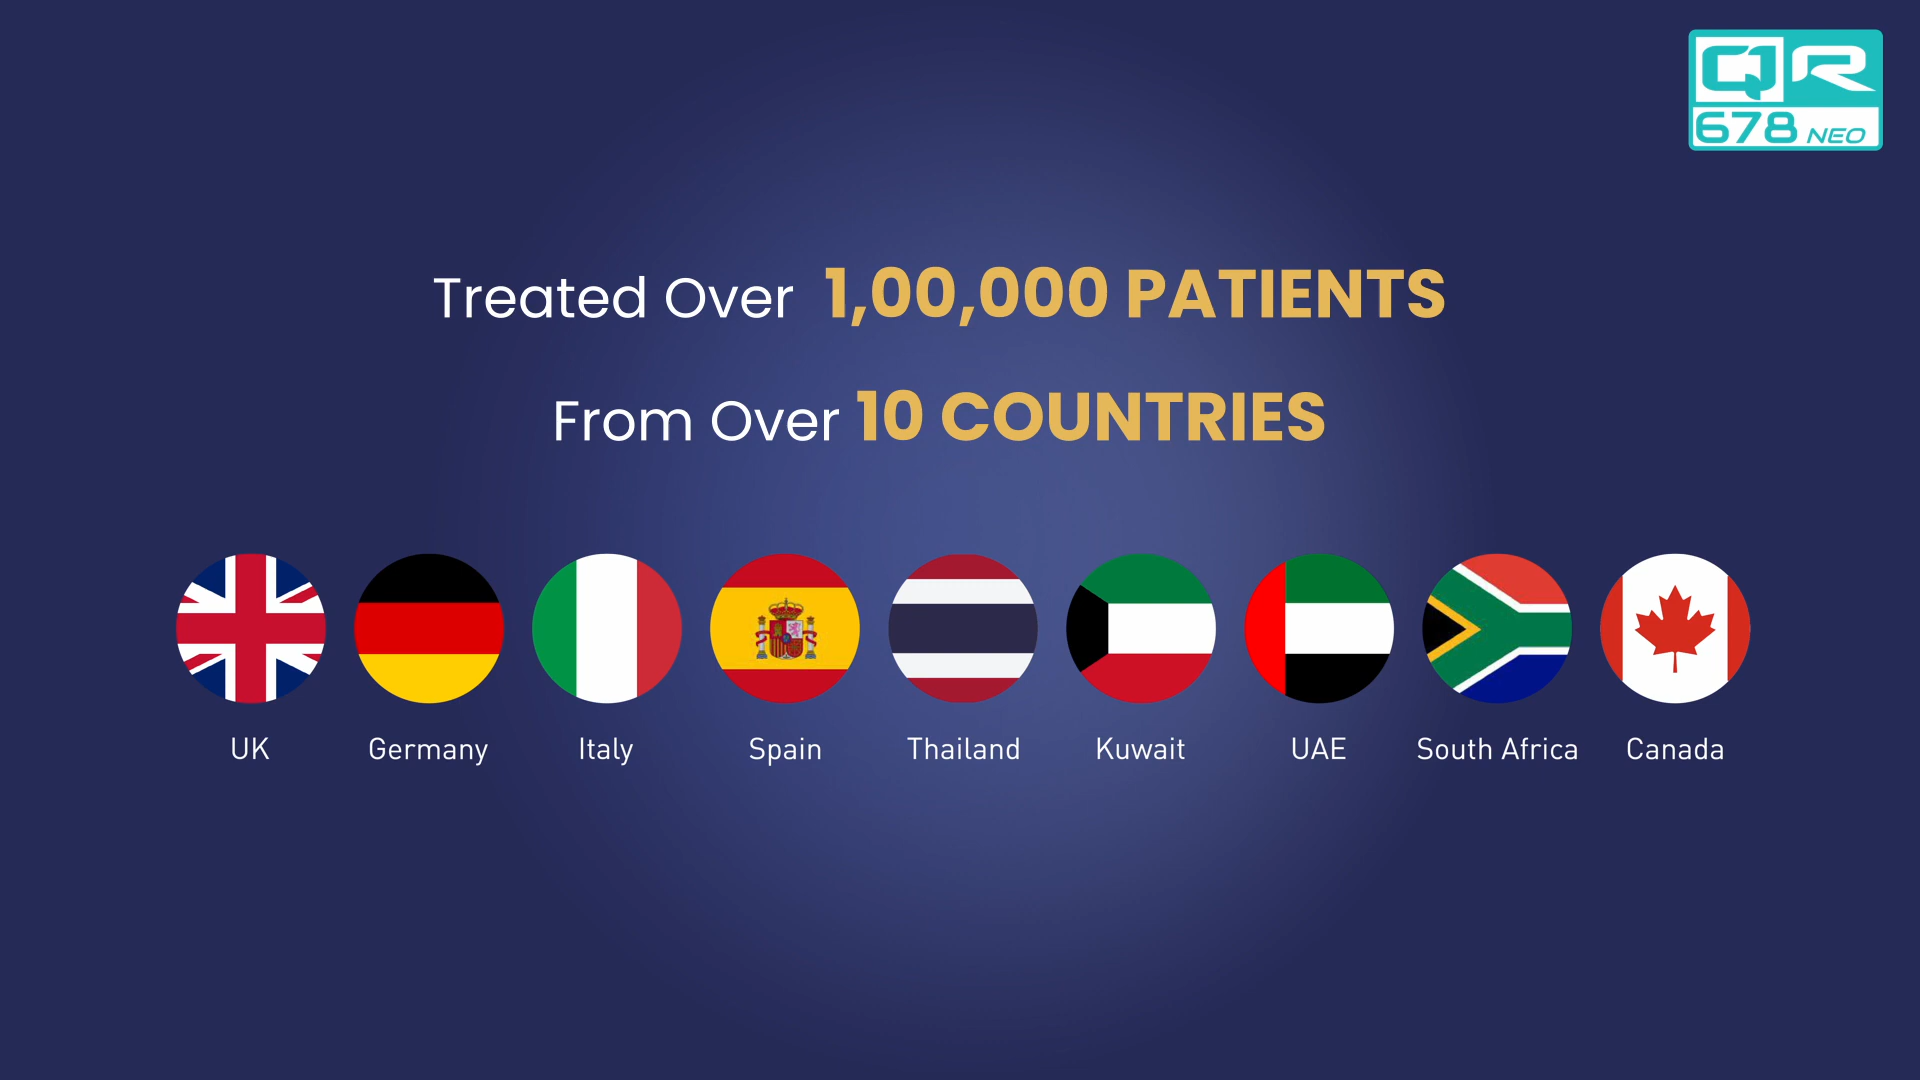 QR
678 NEO
Treated Over 1,00,000 PATIENTS
From Over 10 COUNTRIES
UK Germany Italy Spain Thailand Kuwait UAE South Africa Canada